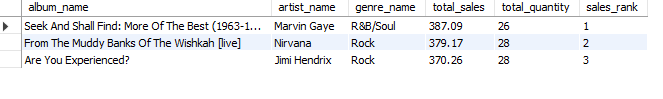 album_name artist_name genre_name total_sales total_quantity sales_rank
Seek And Shall Find: More Of The Best (1963-1... Marvin Gaye R&B/Soul 387.09 26 1
From The Muddy Banks Of The Wishkah [live] Nirvana Rock 379.17 28 2
Are You Experienced? Jimi Hendrix Rock 370.26 28 3